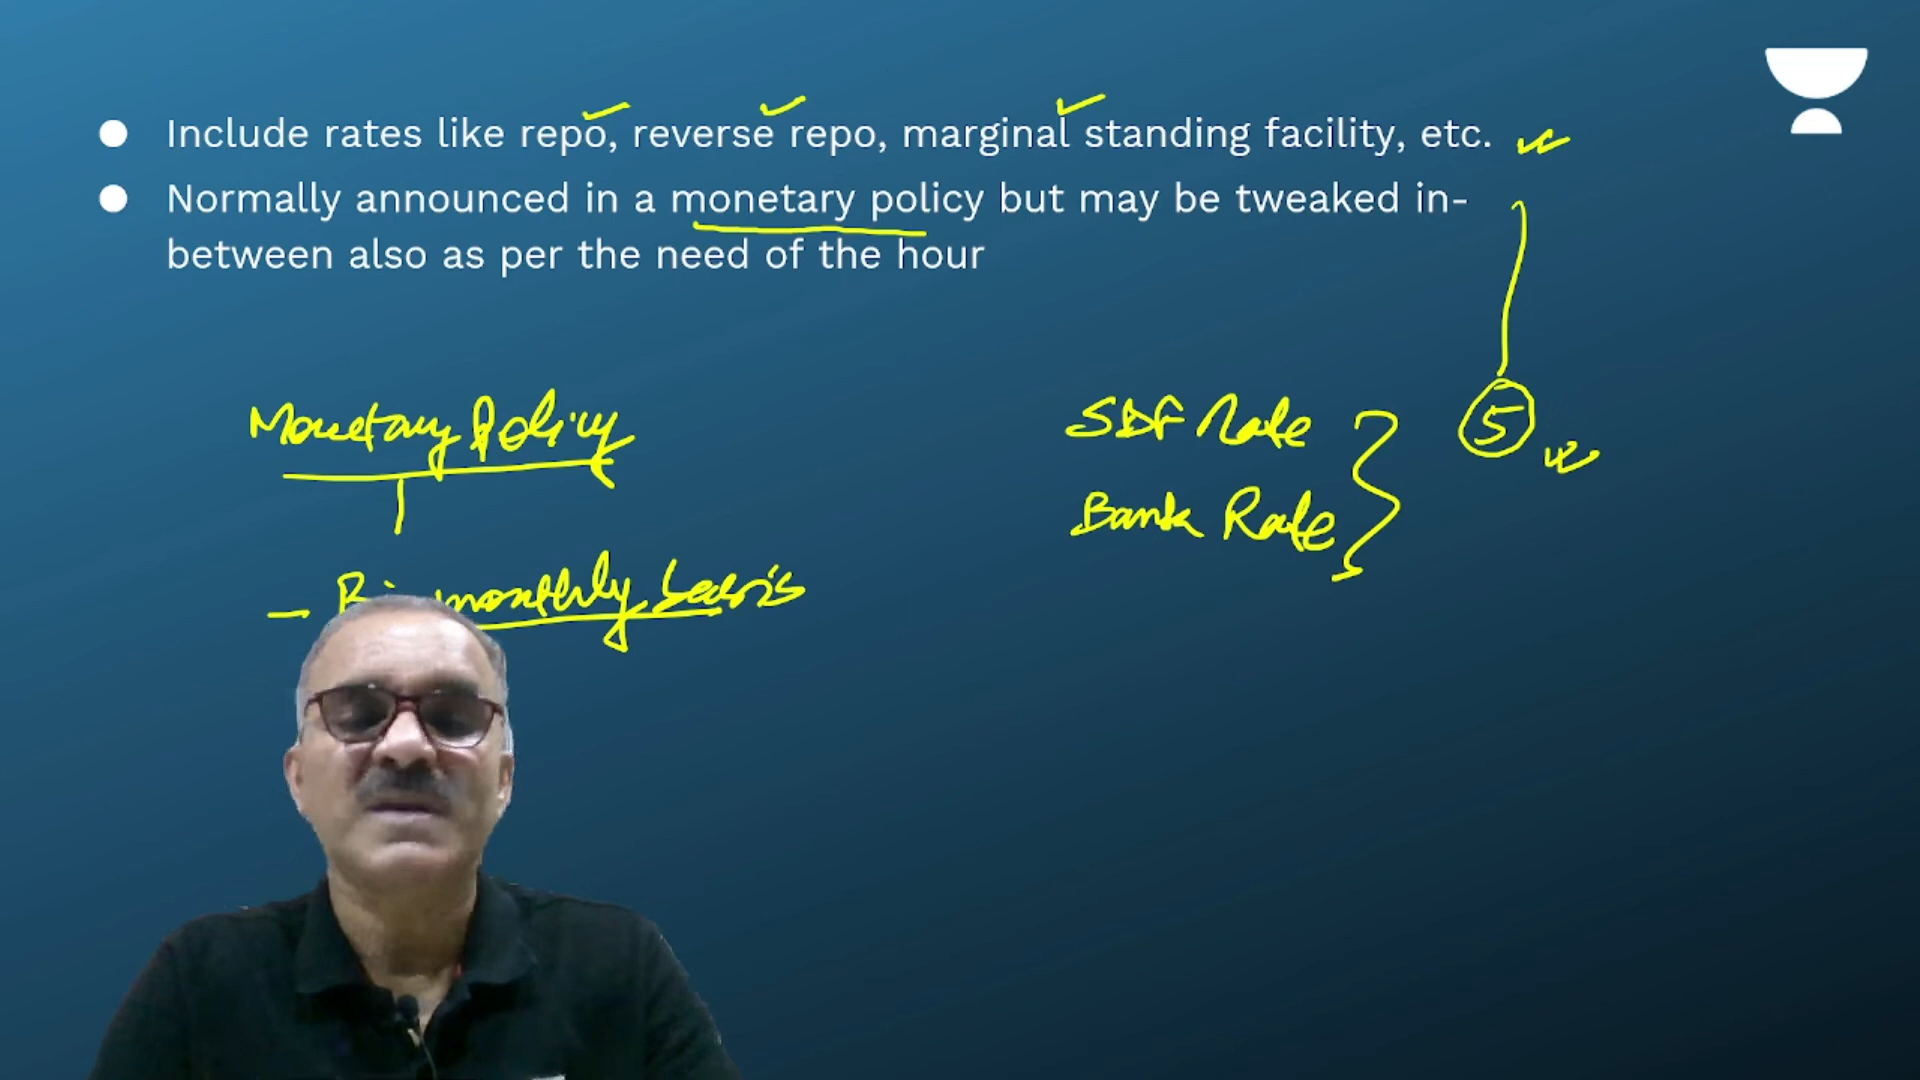 ● Include rates like repo, reverse repo, marginal standing facility, etc.
● Normally announced in a monetary policy but may be tweaked in-
between also as per the need of the hour
Monetary Policy
SDF Rate
5
Bank Rate
– Bi monthly basis